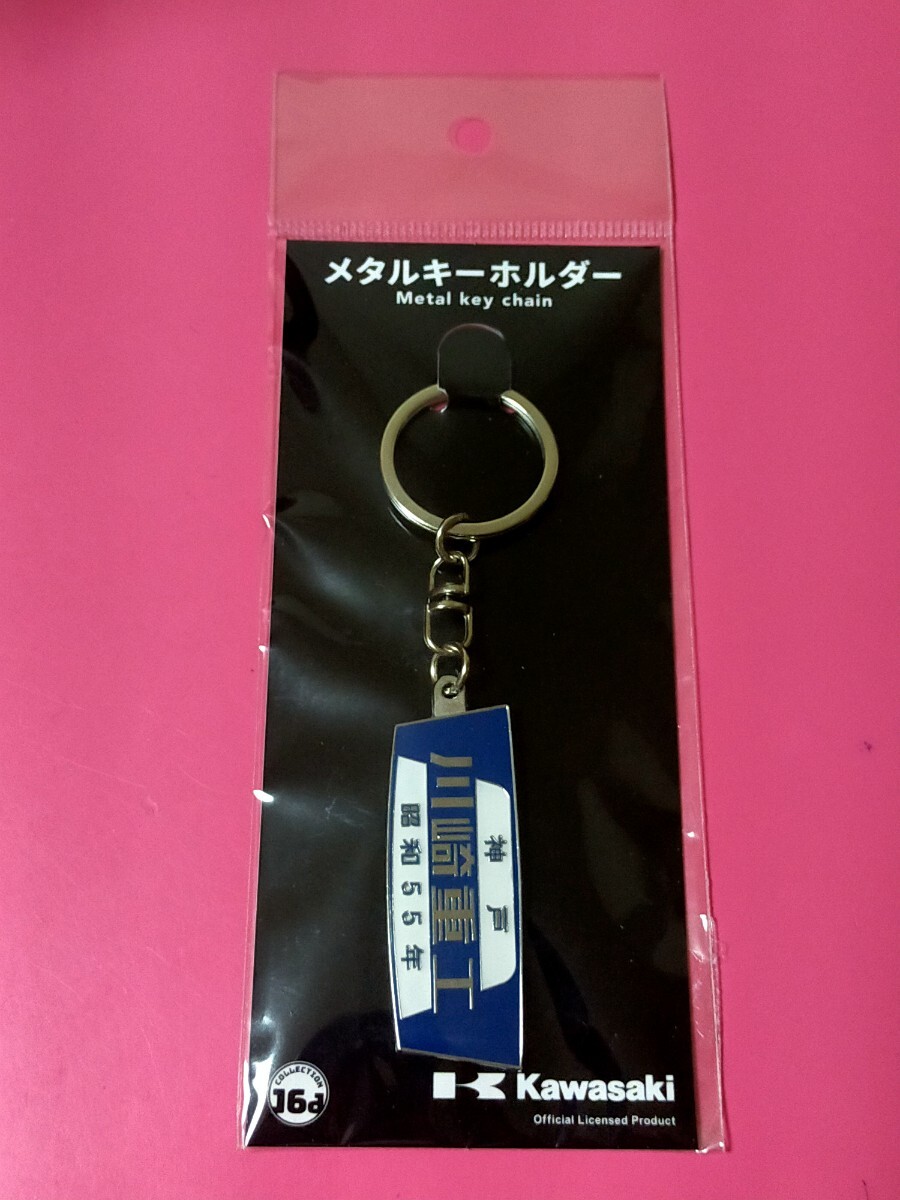 メタルキーホルダー
Metal key chain
神戸
川崎重工
昭和55年
COLLECTION
Kawasaki
Official Licensed Product